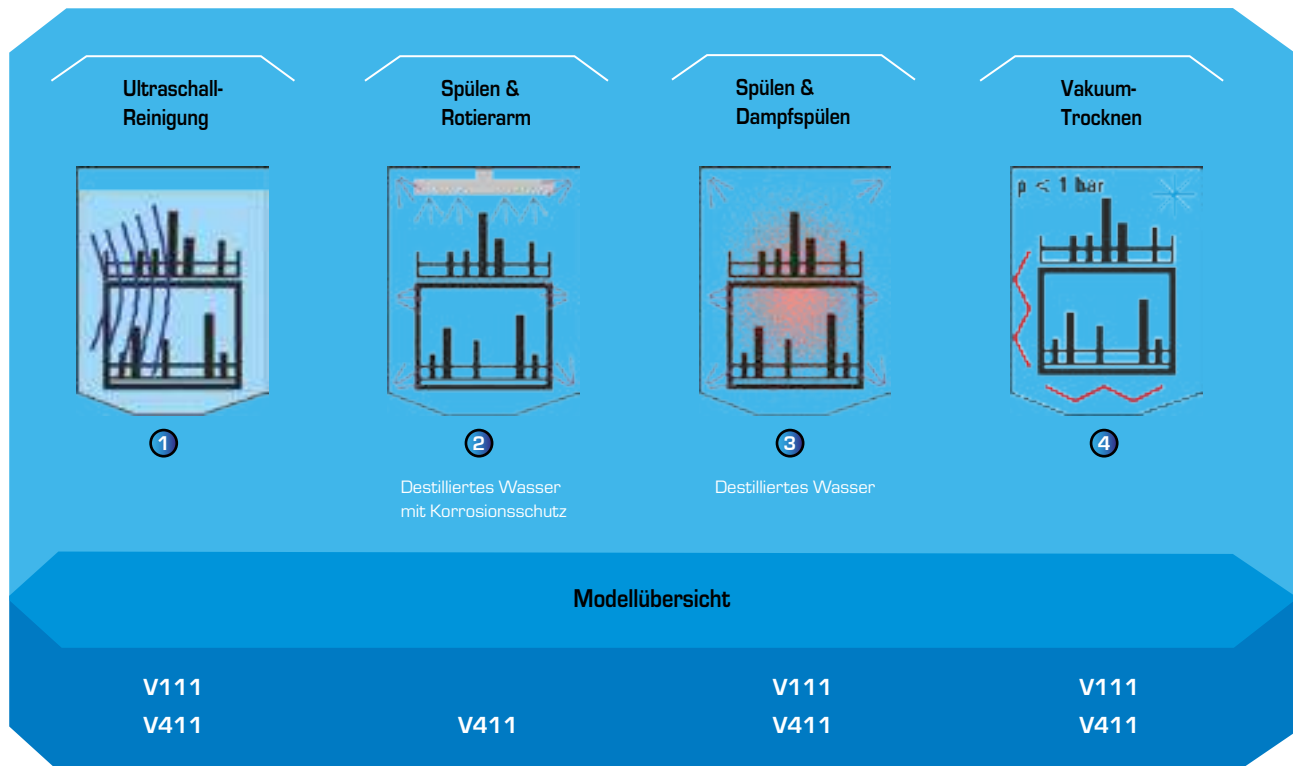 Ultraschall-
Reinigung
Spülen &
Rotierarm
Spülen &
Dampfspülen
Vakuum-
Trocknen
p < 1 bar
1
2
3
4
Destilliertes Wasser
mit Korrosionsschutz
Destilliertes Wasser
Modellübersicht
V111 V111 V111
V411 V411 V411 V411